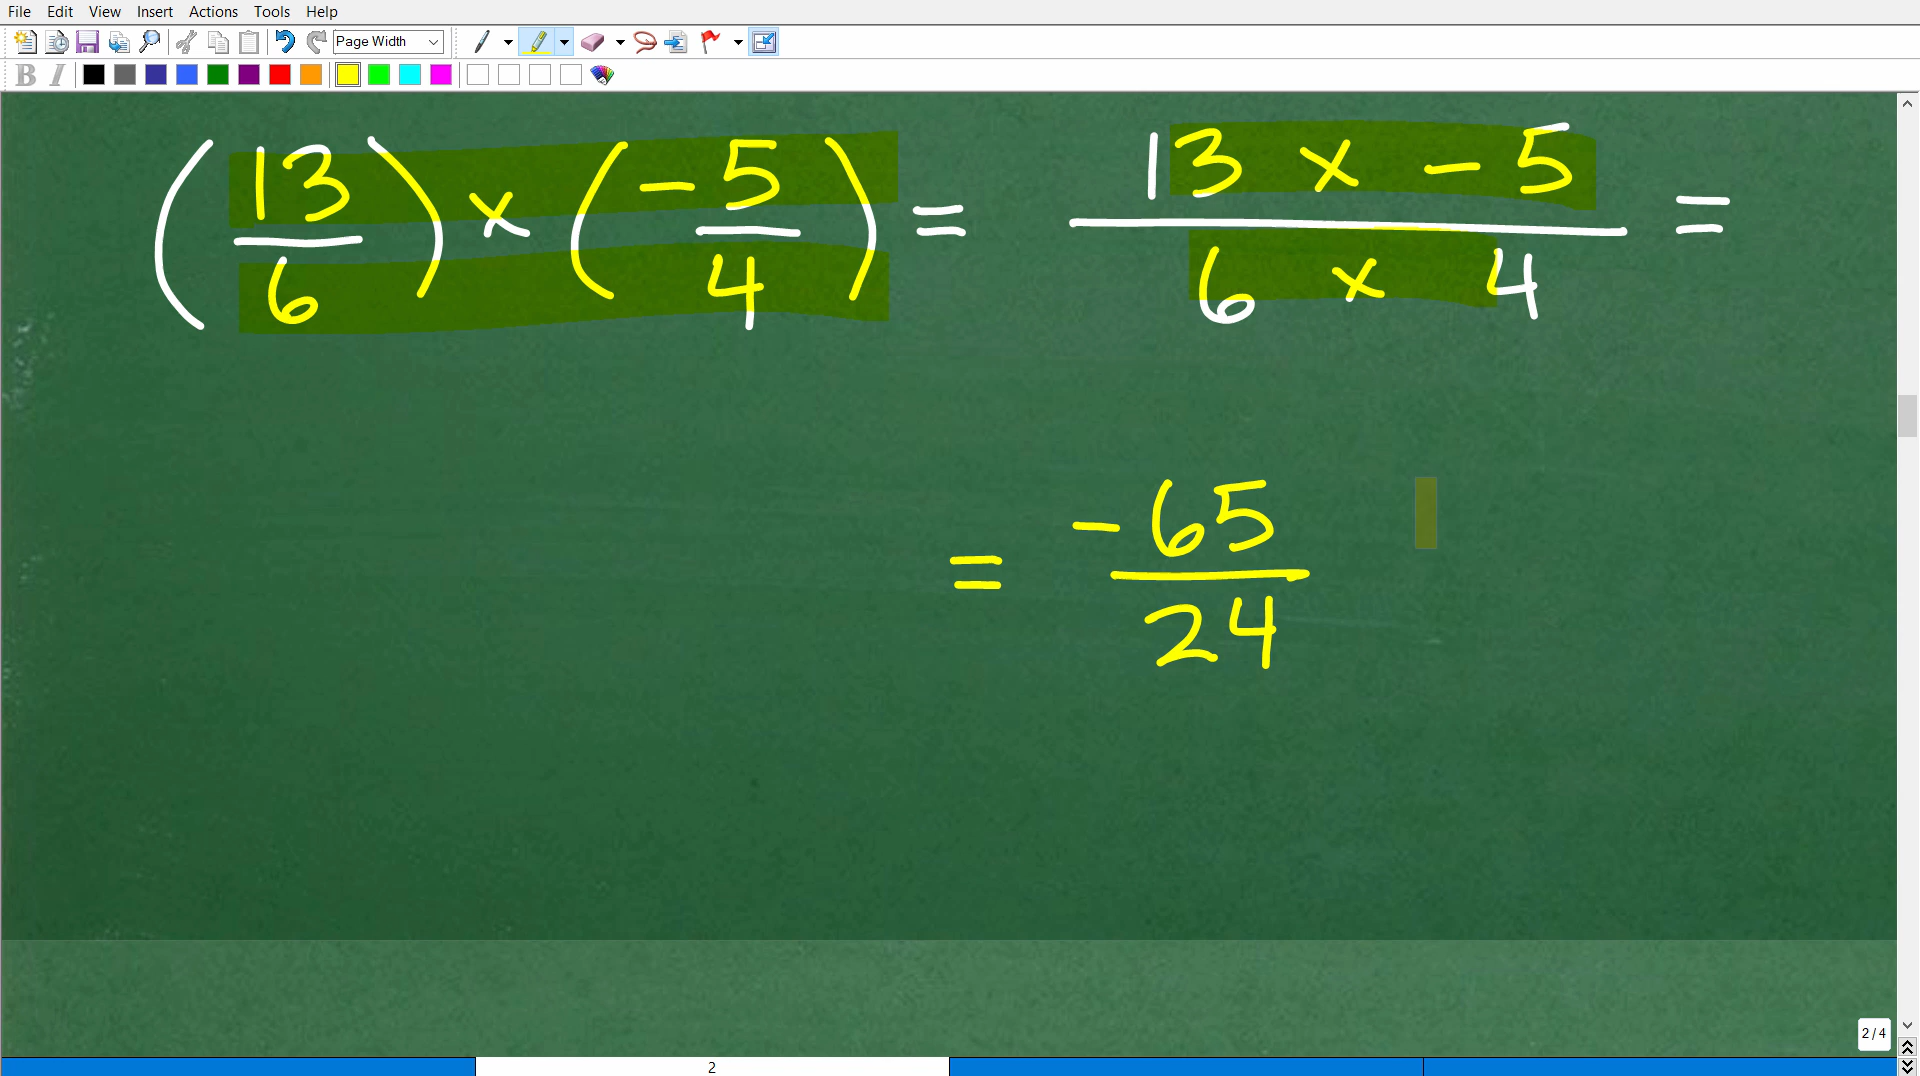 File Edit View Insert Actions Tools Help
Page Width
B I
(13/6) x (-5/4) = 13 x -5 / 6 x 4 =
= -65/24
2 / 4
2